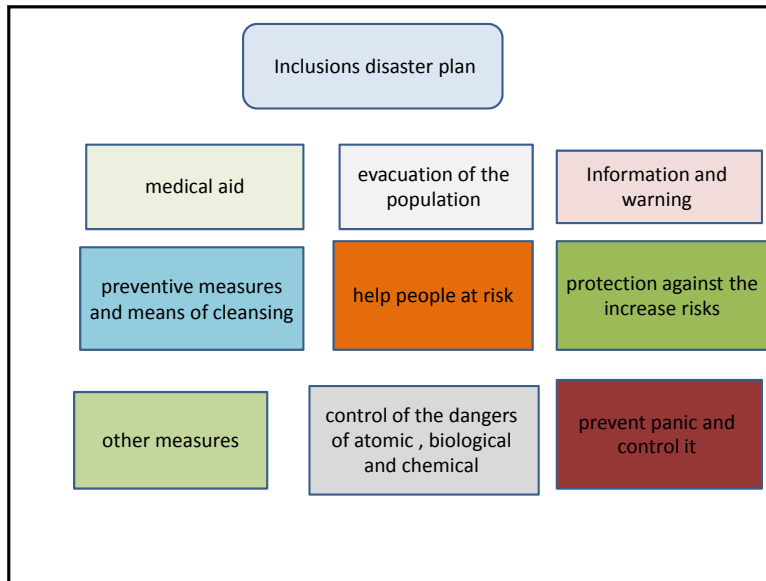 Inclusions disaster plan
medical aid
evacuation of the
population
Information and
warning
preventive measures
and means of cleansing
help people at risk
protection against the
increase risks
other measures
control of the dangers
of atomic , biological
and chemical
prevent panic and
control it